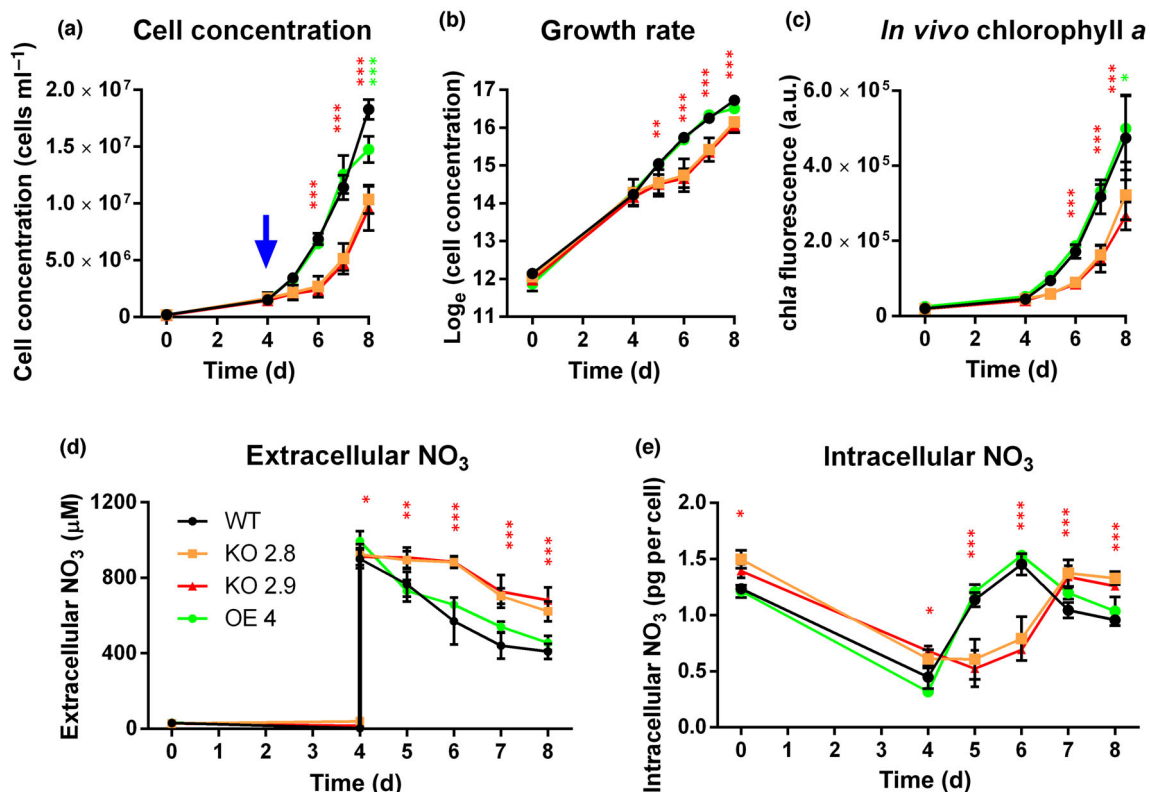 (a) Cell concentration
Cell concentration (cells ml⁻¹)
2.0 × 10⁷
1.5 × 10⁷
1.0 × 10⁷
5.0 × 10⁶
0
***
***
***
***
0 2 4 6 8
Time (d)
(b) Growth rate
Logₑ (cell concentration)
17
16
15
14
13
12
11
**
***
***
***
0 2 4 6 8
Time (d)
(c) In vivo chlorophyll a
chla fluorescence (a.u.)
6.0 × 10⁵
4.0 × 10⁵
2.0 × 10⁵
0
***
***
***
*
0 2 4 6 8
Time (d)
(d) Extracellular NO₃
Extracellular NO₃ (µM)
1200
800
400
0
WT
KO 2.8
KO 2.9
OE 4
*
**
***
***
***
0 1 2 3 4 5 6 7 8
Time (d)
(e) Intracellular NO₃
Intracellular NO₃ (pg per cell)
2.0
1.5
1.0
0.5
0.0
*
*
***
***
***
***
0 1 2 3 4 5 6 7 8
Time (d)